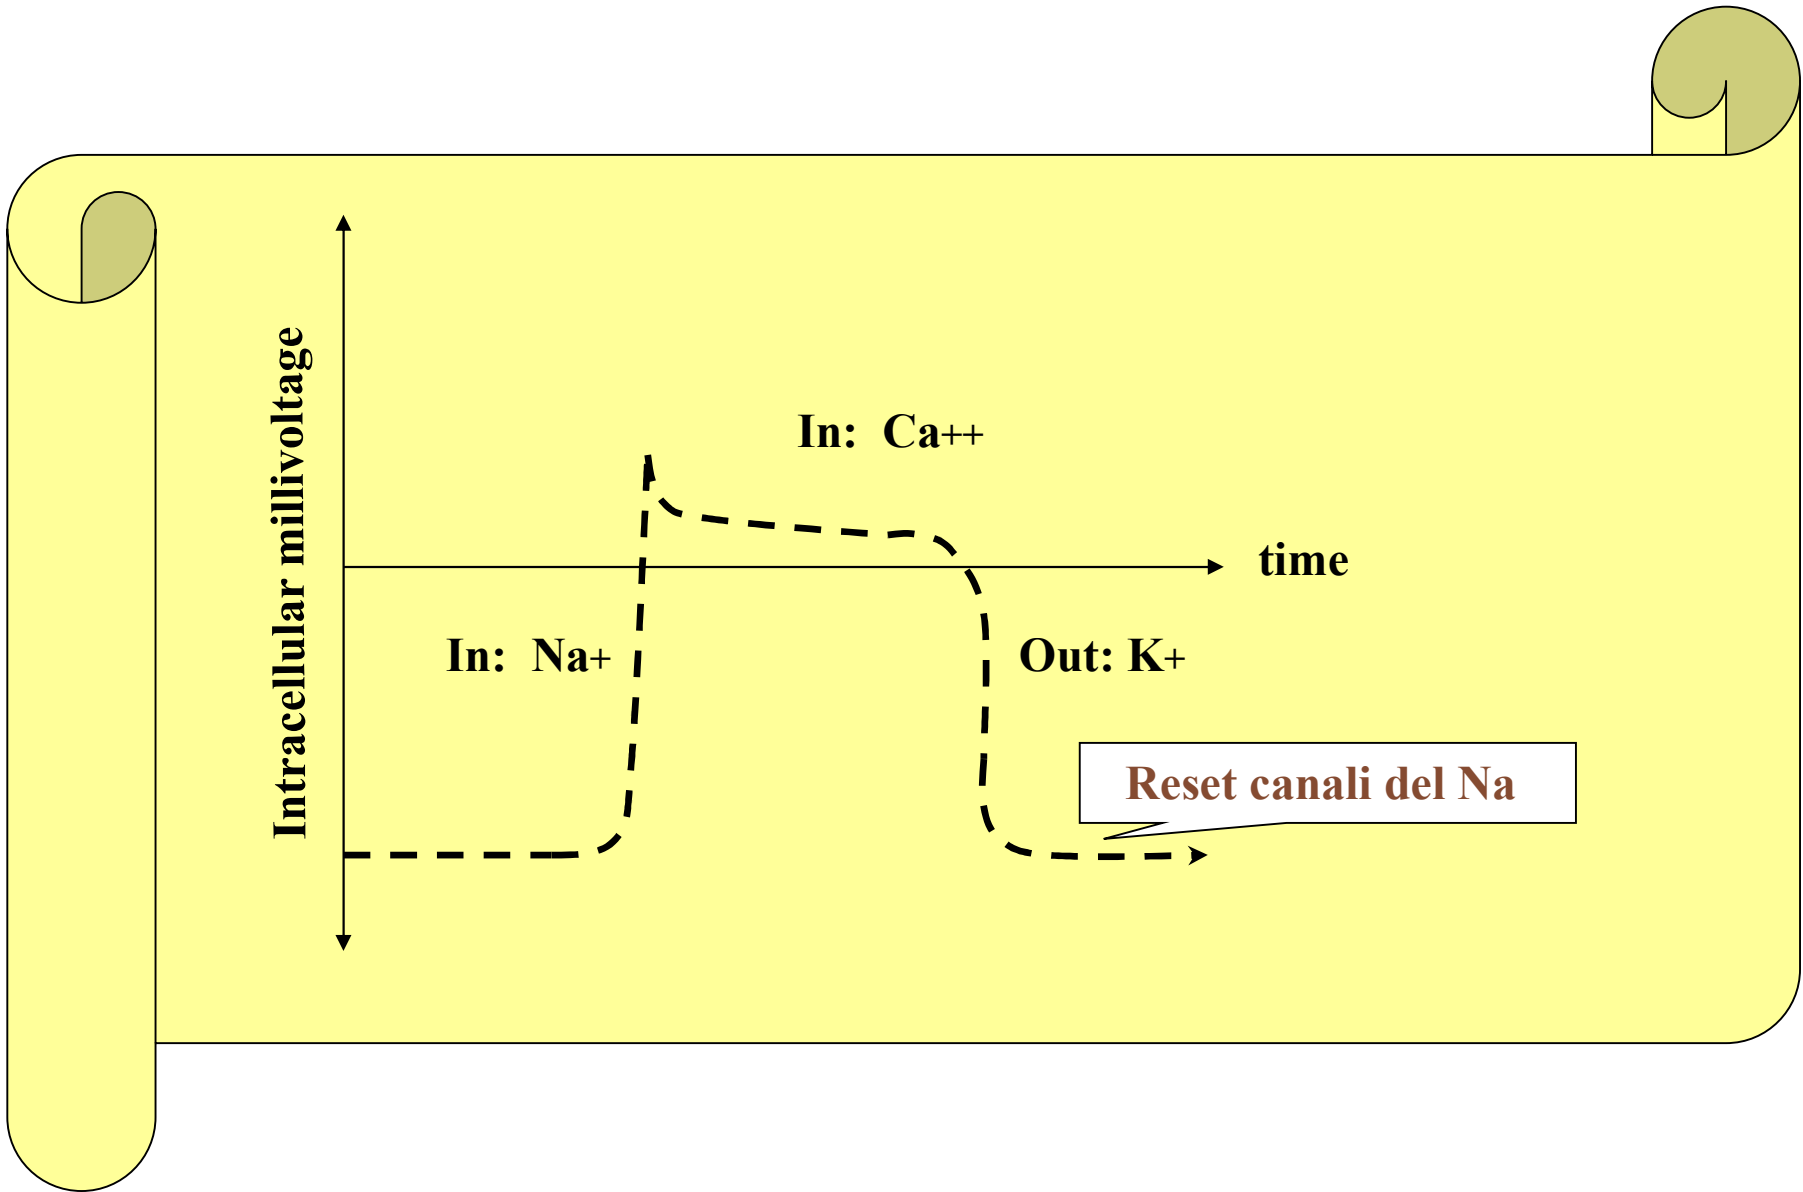 Intracellular millivoltage
In: Ca++
time
In: Na+
Out: K+
Reset canali del Na